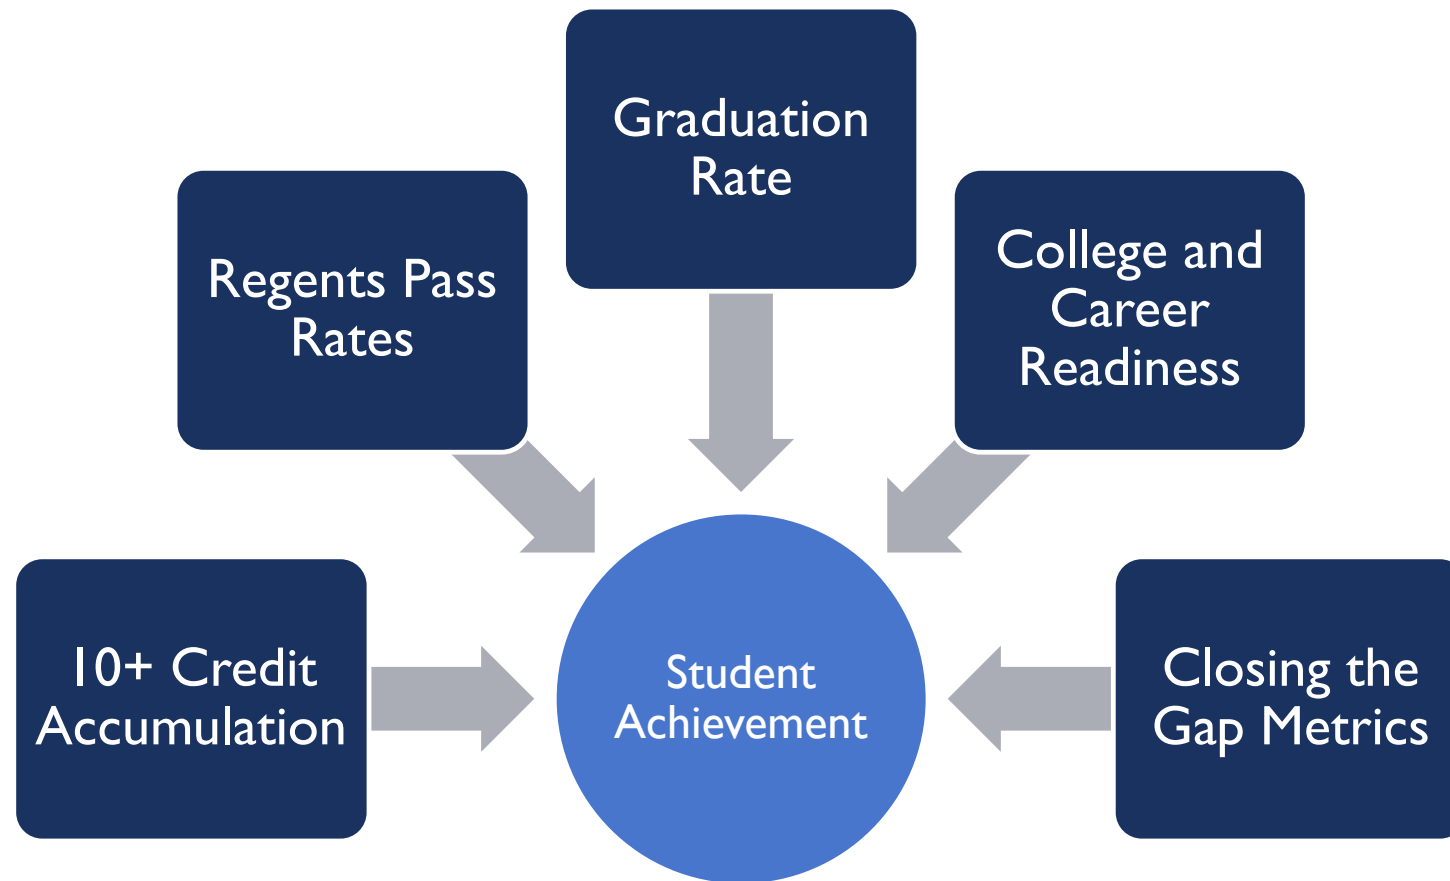 Graduation
Rate
Regents Pass
Rates
College and
Career
Readiness
10+ Credit
Accumulation
Student
Achievement
Closing the
Gap Metrics